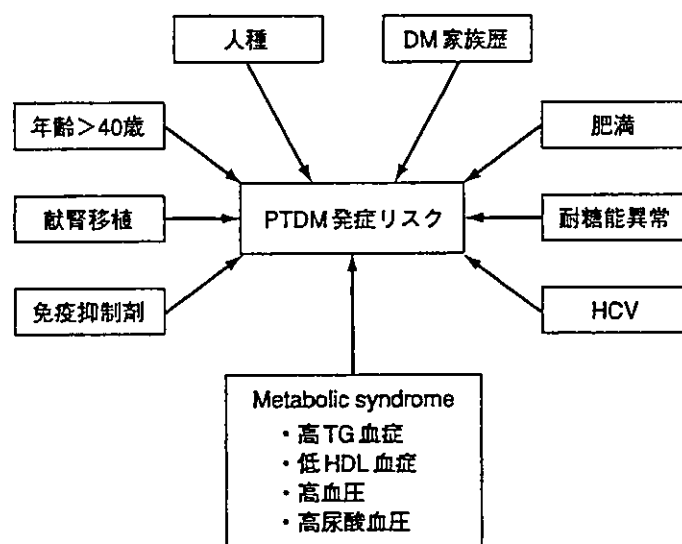 人種
DM家族歴
年齢＞40歳
肥満
献腎移植
PTDM発症リスク
耐糖能異常
免疫抑制剤
HCV
Metabolic syndrome
・高TG血症
・低HDL血症
・高血圧
・高尿酸血圧